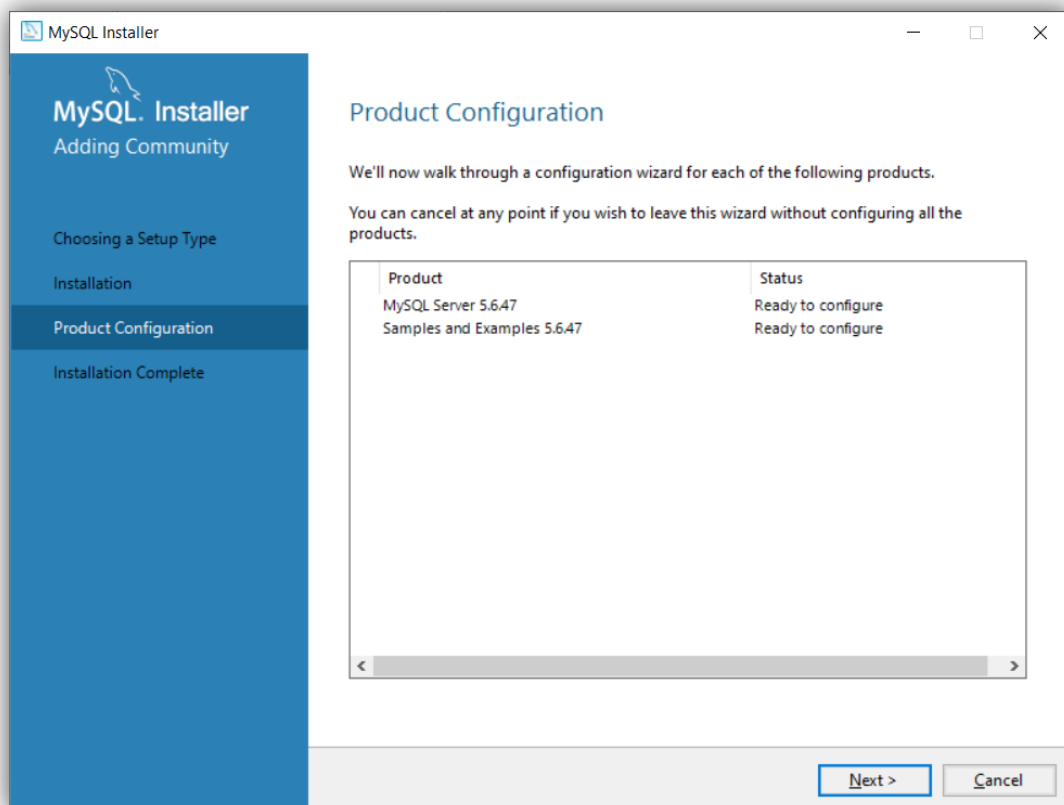 MySQL Installer
MySQL. Installer
Adding Community
Choosing a Setup Type
Installation
Product Configuration
Installation Complete
Product Configuration
We'll now walk through a configuration wizard for each of the following products.
You can cancel at any point if you wish to leave this wizard without configuring all the
products.
Product Status
MySQL Server 5.6.47 Ready to configure
Samples and Examples 5.6.47 Ready to configure
Next > Cancel